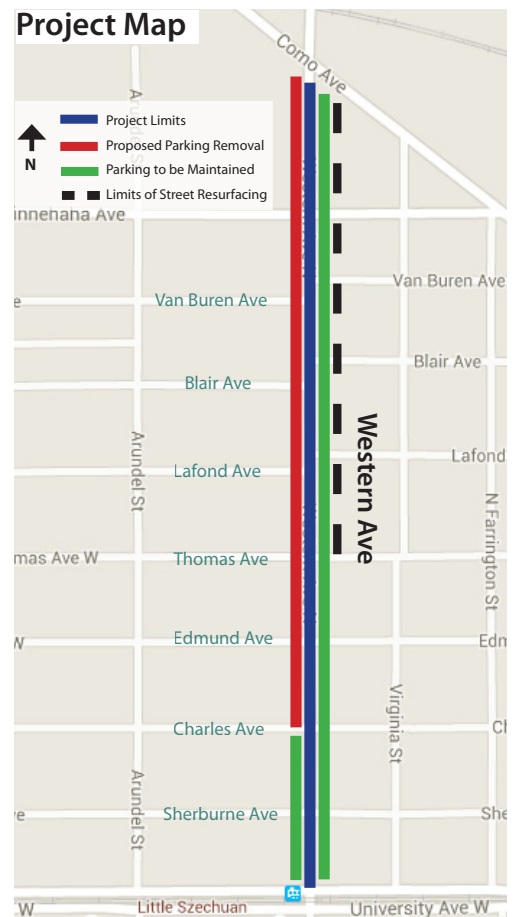 Project Map
Como Ave
Project Limits
Proposed Parking Removal
Parking to be Maintained
Limits of Street Resurfacing
N
innehaha Ave
Van Buren Ave
Van Buren Ave
e
Blair Ave
Blair Ave
Arundel St
Lafond Ave
Lafond
Western Ave
N Farrington St
mas Ave W
Thomas Ave
W
Edmund Ave
Edm
Virginia St
Charles Ave
Ch
Arundel St
ve
Sherburne Ave
She
W
Little Szechuan
University Ave W